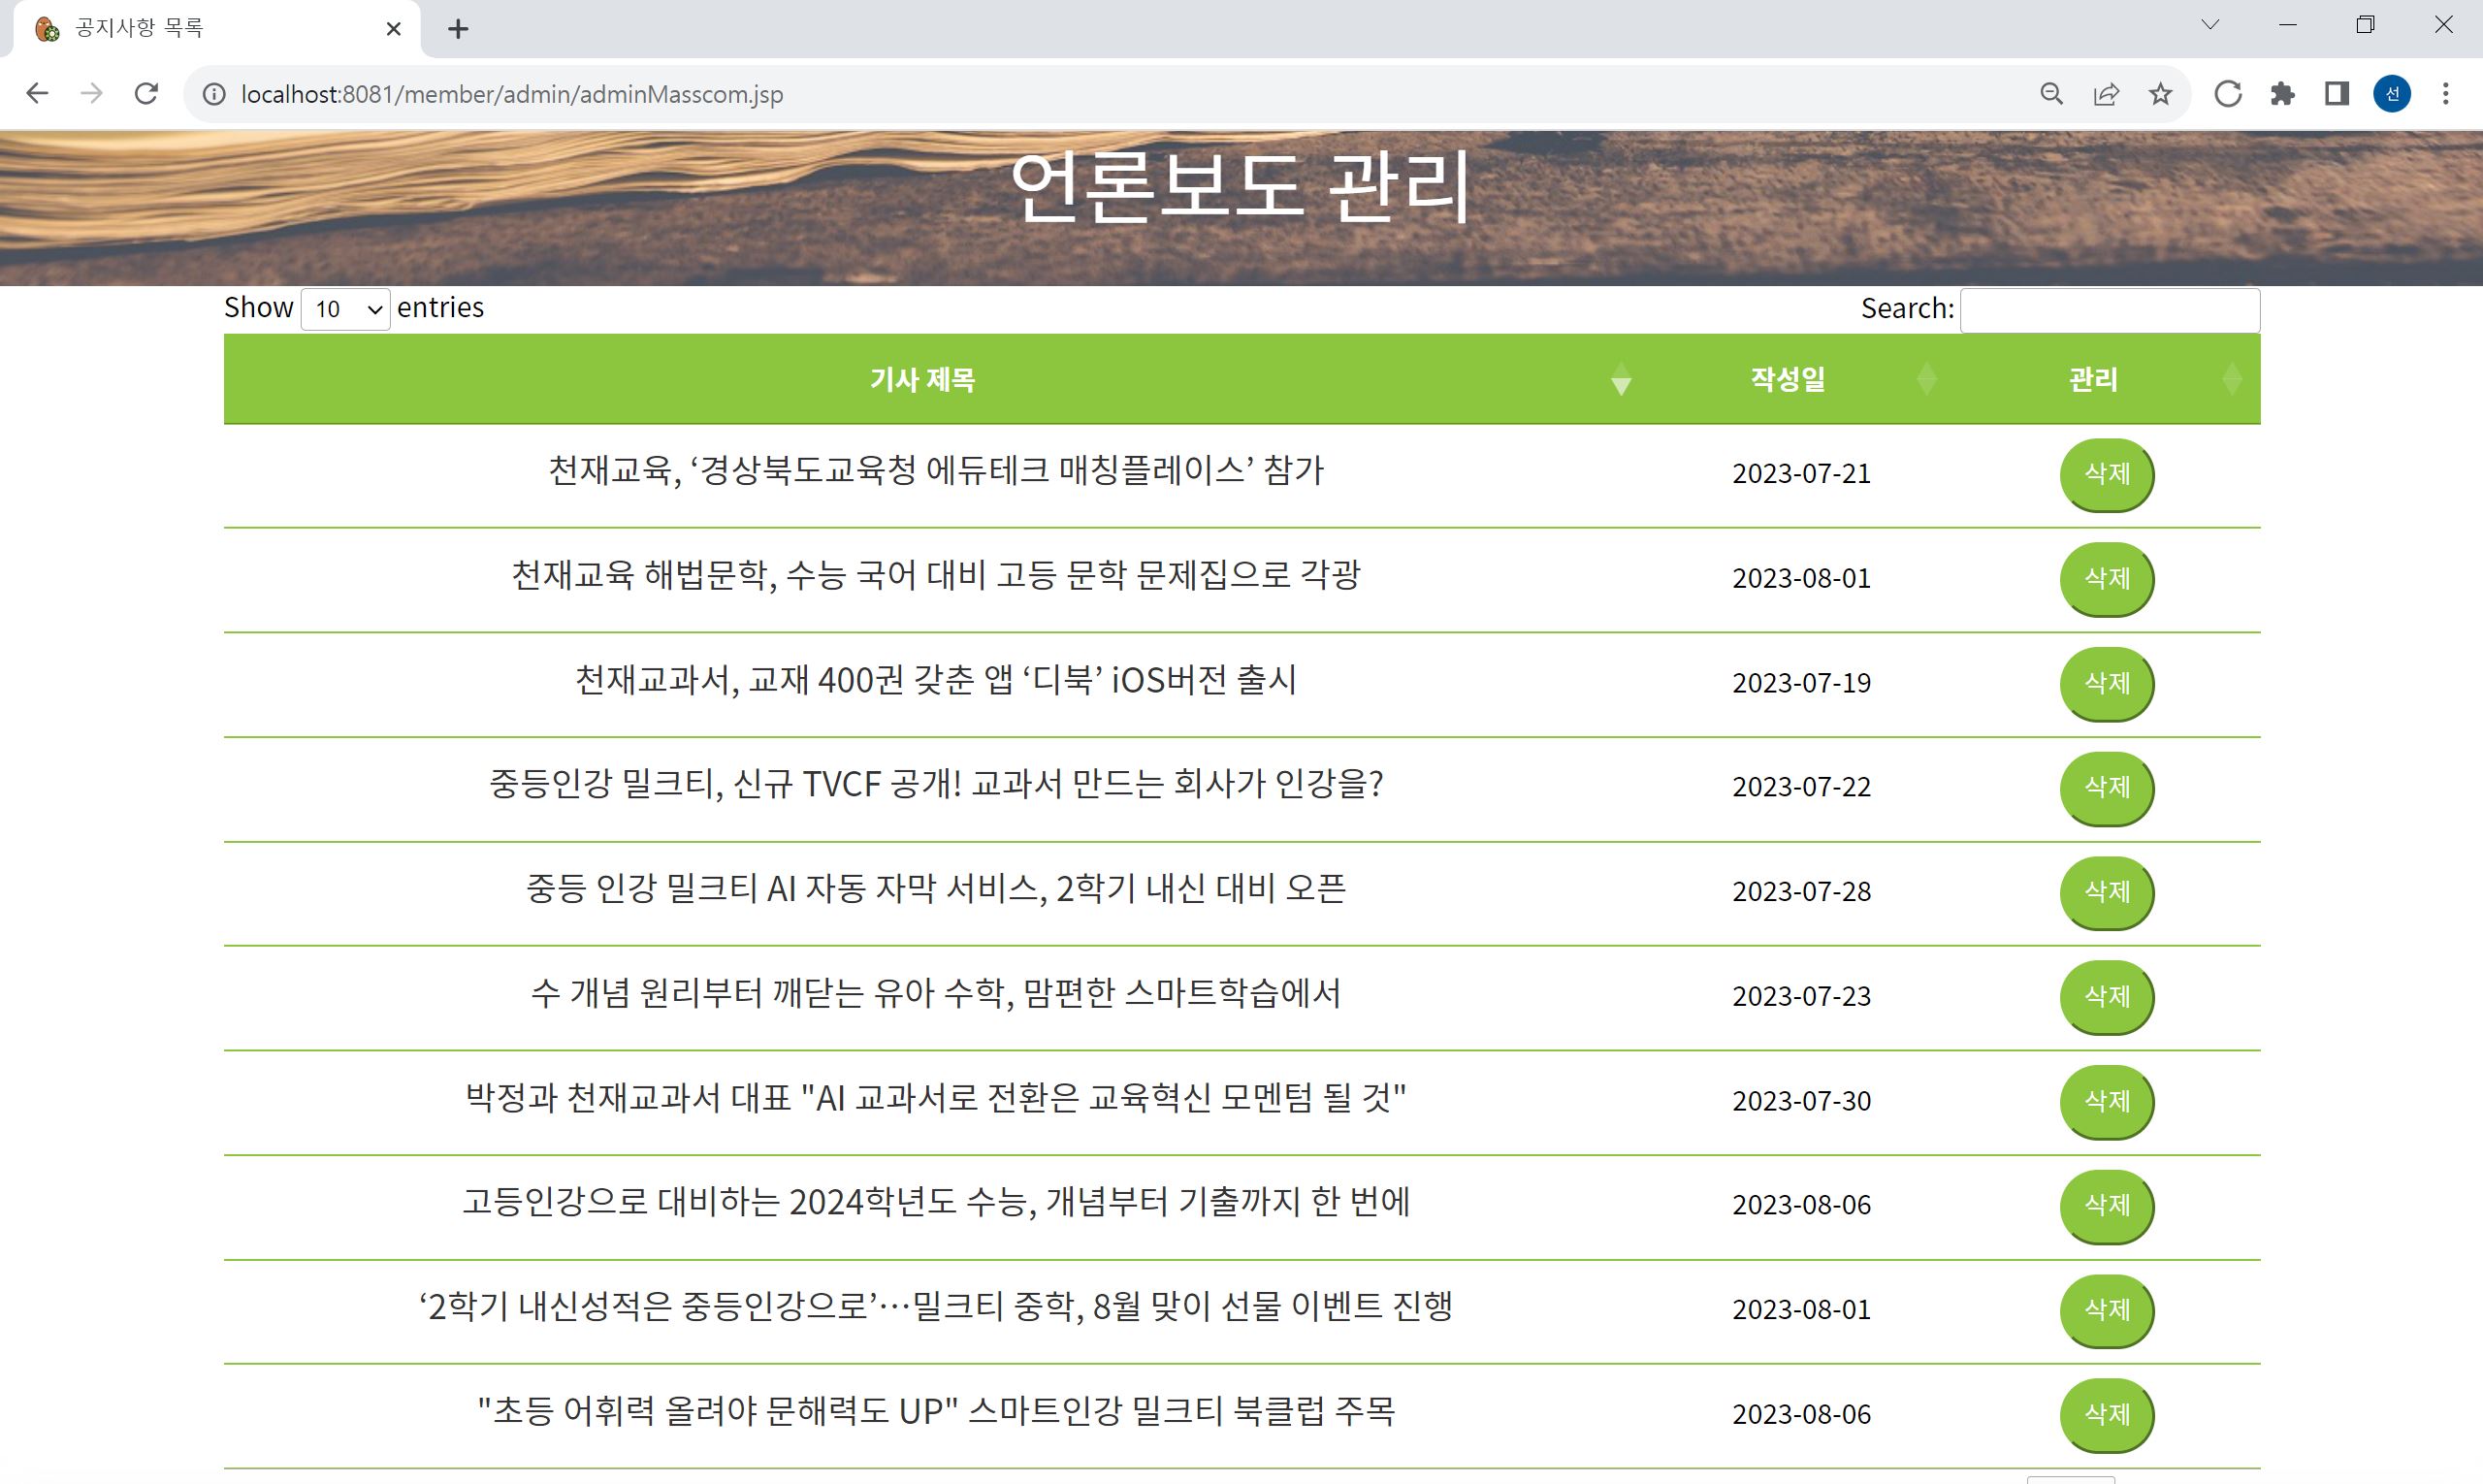 공지사항 목록
localhost:8081/member/admin/adminMasscom.jsp
선
언론보도 관리
Show 10 entries Search:
기사 제목 작성일 관리
천재교육, ‘경상북도교육청 에듀테크 매칭플레이스’ 참가 2023-07-21 삭제
천재교육 해법문학, 수능 국어 대비 고등 문학 문제집으로 각광 2023-08-01 삭제
천재교과서, 교재 400권 갖춘 앱 ‘디북’ iOS버전 출시 2023-07-19 삭제
중등인강 밀크티, 신규 TVCF 공개! 교과서 만드는 회사가 인강을? 2023-07-22 삭제
중등 인강 밀크티 AI 자동 자막 서비스, 2학기 내신 대비 오픈 2023-07-28 삭제
수 개념 원리부터 깨닫는 유아 수학, 맘편한 스마트학습에서 2023-07-23 삭제
박정과 천재교과서 대표 "AI 교과서로 전환은 교육혁신 모멘텀 될 것" 2023-07-30 삭제
고등인강으로 대비하는 2024학년도 수능, 개념부터 기출까지 한 번에 2023-08-06 삭제
‘2학기 내신성적은 중등인강으로’…밀크티 중학, 8월 맞이 선물 이벤트 진행 2023-08-01 삭제
"초등 어휘력 올려야 문해력도 UP" 스마트인강 밀크티 북클럽 주목 2023-08-06 삭제